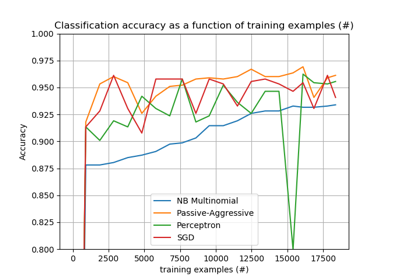 Classification accuracy as a function of training examples (#)
1.000
0.975
0.950
0.925
0.900
0.875
0.850
0.825
0.800
Accuracy
NB Multinomial
Passive-Aggressive
Perceptron
SGD
0 2500 5000 7500 10000 12500 15000 17500
training examples (#)